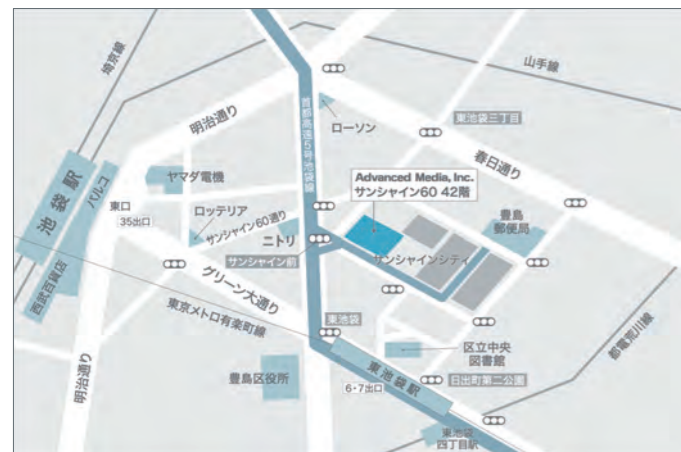 埼京線
山手線
明治通り
首都高速5号池袋線
ローソン
東池袋三丁目
春日通り
池袋駅
パルコ
ヤマダ電機
Advanced Media, Inc.
サンシャイン60 42階
東口
35出口
ロッテリア
サンシャイン60通り
ニトリ
豊島
郵便局
サンシャイン前
サンシャインシティ
西武百貨店
グリーン大通り
東京メトロ有楽町線
東池袋
都電荒川線
区立中央
図書館
明治通り
豊島区役所
東池袋駅
6・7出口
日出町第二公園
東池袋
四丁目駅